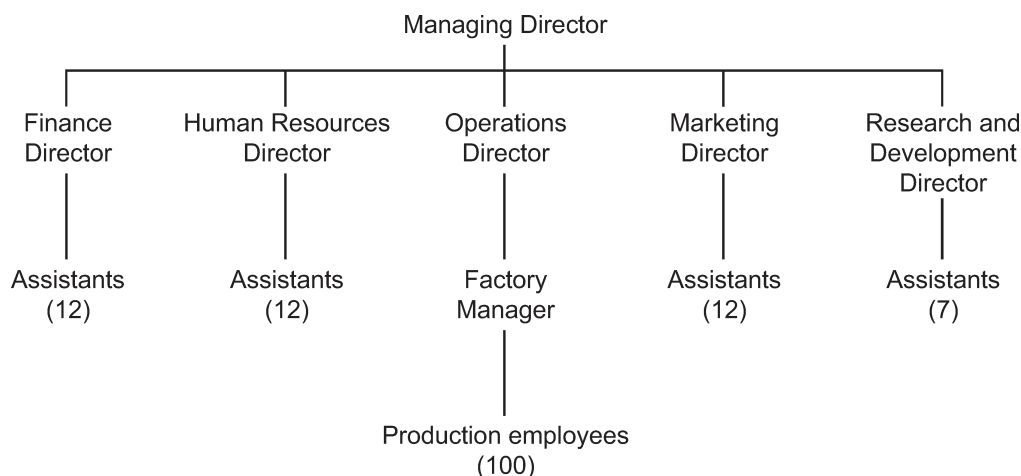 Managing Director
Finance
Director
Human Resources
Director
Operations
Director
Marketing
Director
Research and
Development
Director
Assistants
(12)
Assistants
(12)
Factory
Manager
Assistants
(12)
Assistants
(7)
Production employees
(100)